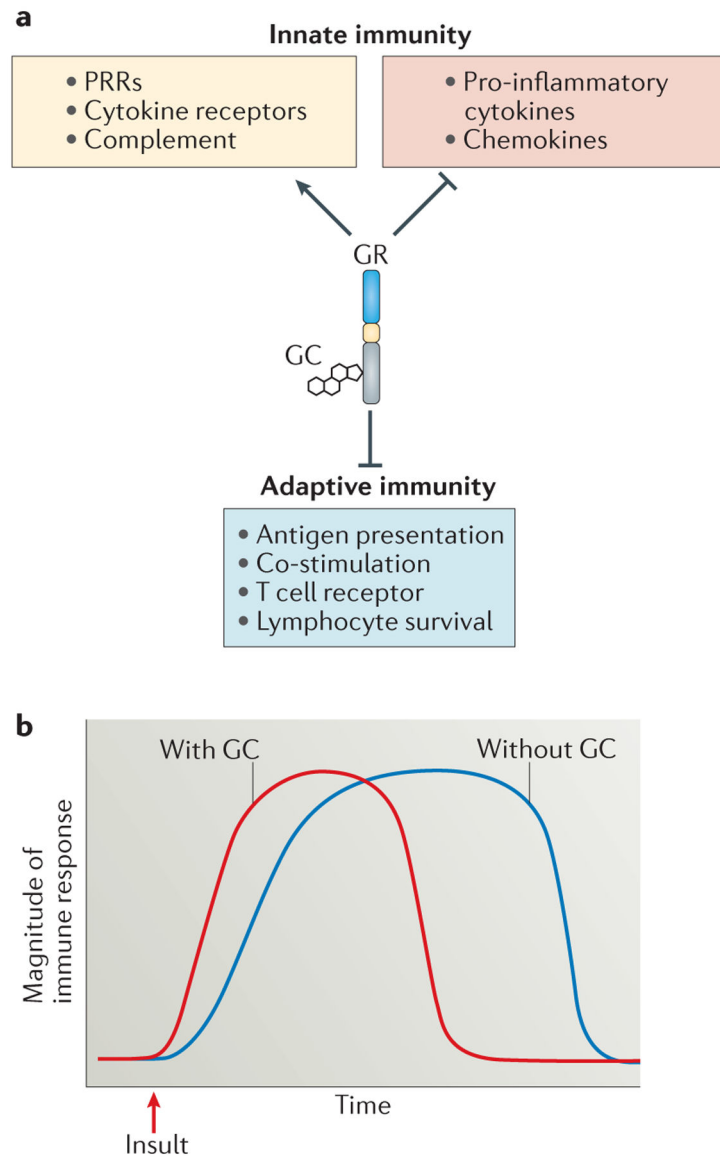 a
Innate immunity
• PRRs
• Cytokine receptors
• Complement
• Pro-inflammatory
cytokines
• Chemokines
GR
GC
Adaptive immunity
• Antigen presentation
• Co-stimulation
• T cell receptor
• Lymphocyte survival
b
With GC
Without GC
Magnitude of
immune response
Time
Insult